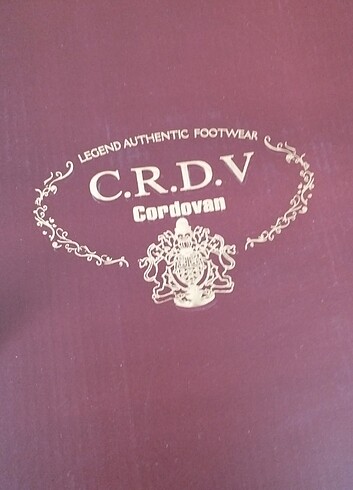 LEGEND AUTHENTIC FOOTWEAR
C.R.D.V
Cordovan